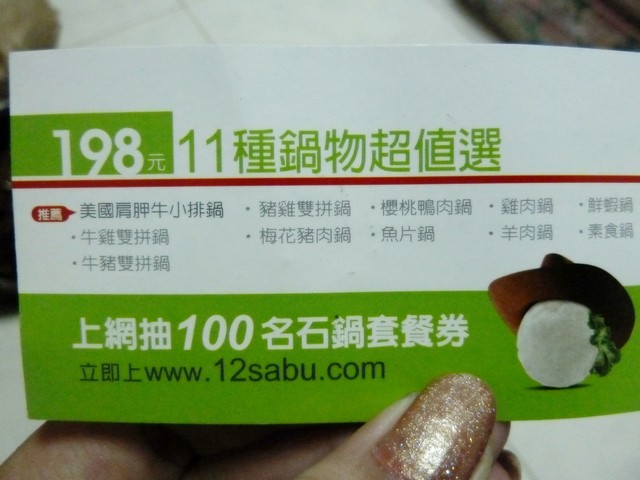 198元 11種鍋物超值選
推薦 美國肩胛牛小排鍋 ・豬雞雙拼鍋 ・櫻桃鴨肉鍋 ・雞肉鍋 ・鮮蝦鍋
・牛雞雙拼鍋 ・梅花豬肉鍋 ・魚片鍋 ・羊肉鍋 ・素食鍋
・牛豬雙拼鍋
上網抽100名石鍋套餐券
立即上www.12sabu.com